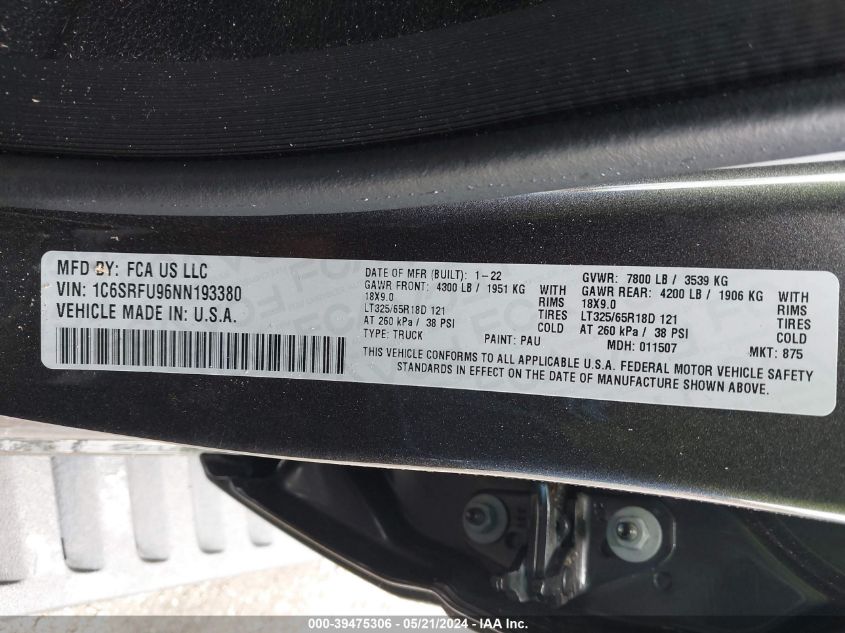 MFD BY: FCA US LLC
VIN: 1C6SRFU96NN193380
VEHICLE MADE IN: U.S.A.
DATE OF MFR (BUILT): 1-22
GAWR FRONT: 4300 LB / 1951 KG WITH
18X9.0 RIMS
LT325/65R18D 121 TIRES
AT 260 kPa / 38 PSI COLD
TYPE: TRUCK PAINT: PAU
GVWR: 7800 LB / 3539 KG
GAWR REAR: 4200 LB / 1906 KG WITH
18X9.0 RIMS
LT325/65R18D 121 TIRES
AT 260 kPa / 38 PSI COLD
MDH: 011507 MKT: 875
THIS VEHICLE CONFORMS TO ALL APPLICABLE U.S.A. FEDERAL MOTOR VEHICLE SAFETY
STANDARDS IN EFFECT ON THE DATE OF MANUFACTURE SHOWN ABOVE.
000-39475306 - 05/21/2024 - IAA Inc.